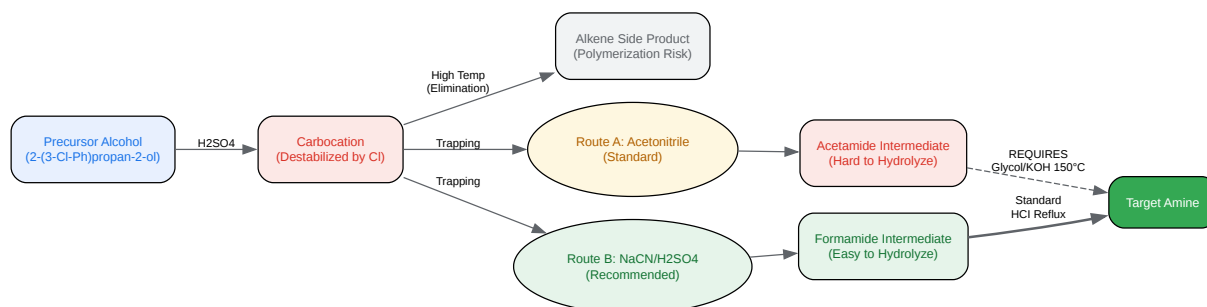 Alkene Side Product
(Polymerization Risk)
High Temp
(Elimination)
Precursor Alcohol
(2-(3-Cl-Ph)propan-2-ol)
H2SO4
Carbocation
(Destabilized by Cl)
Trapping
Route A: Acetonitrile
(Standard)
Acetamide Intermediate
(Hard to Hydrolyze)
REQUIRES
Glycol/KOH 150°C
Trapping
Standard
HCl Reflux
Target Amine
Route B: NaCN/H2SO4
(Recommended)
Formamide Intermediate
(Easy to Hydrolyze)